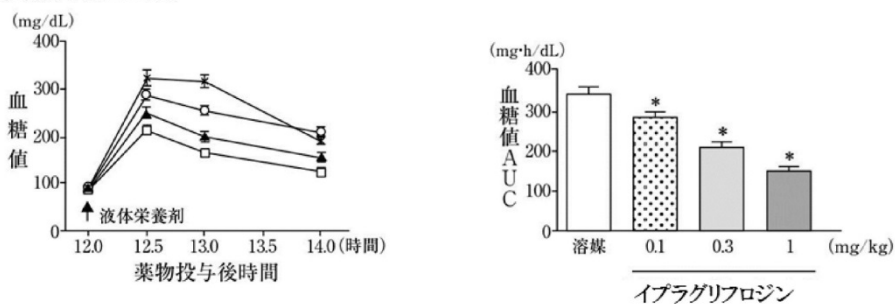 (mg/dL)
400
300
200
100
0
血糖値
液体栄養剤
12.0 12.5 13.0 13.5 14.0 (時間)
薬物投与後時間
(mg·h/dL)
400
300
200
100
0
血糖値AUC
* * *
溶媒 0.1 0.3 1 (mg/kg)
イプラグリフロジン